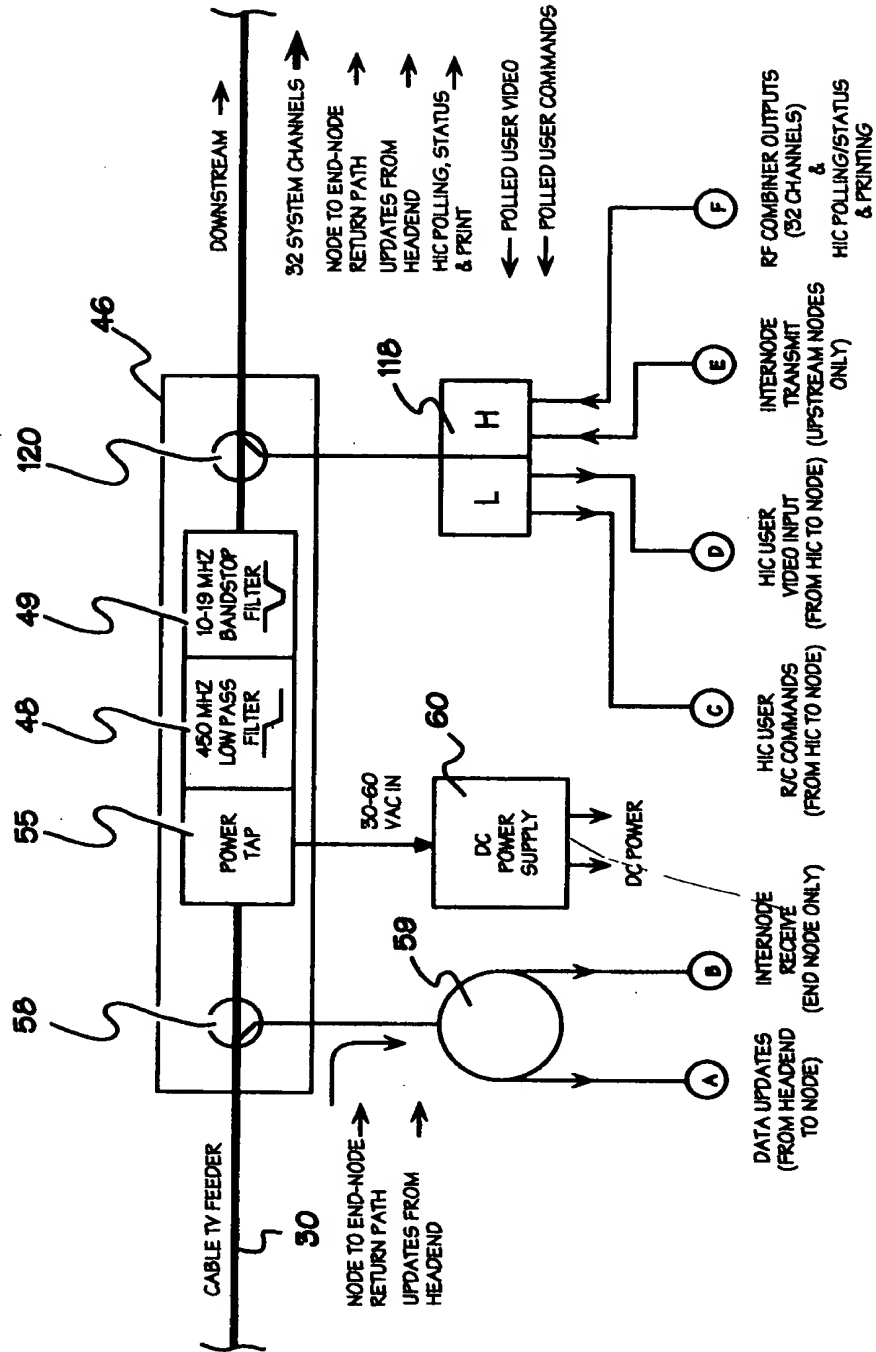 46
120
49
48
55
58
CABLE TV FEEDER
30
DOWNSTREAM →
POWER
TAP
450 MHZ
LOW PASS
FILTER
10-19 MHZ
BANDSTOP
FILTER
32 SYSTEM CHANNELS →
NODE TO END-NODE →
RETURN PATH
UPDATES FROM →
HEADEND
HIC POLLING, STATUS →
& PRINT
← POLLED USER VIDEO
← POLLED USER COMMANDS
NODE TO END-NODE →
RETURN PATH
UPDATES FROM →
HEADEND
59
30-60
VAC IN
60
DC
POWER
SUPPLY
DC POWER
118
L
H
A
B
C
D
E
F
DATA UPDATES
(FROM HEADEND
TO NODE)
INTERNODE
RECEIVE
(END NODE ONLY)
HIC USER
R/C COMMANDS
(FROM HIC TO NODE)
HIC USER
VIDEO INPUT
(FROM HIC TO NODE)
INTERNODE
TRANSMIT
(UPSTREAM NODES
ONLY)
RF COMBINER OUTPUTS
(32 CHANNELS)
&
HIC POLLING/STATUS
& PRINTING